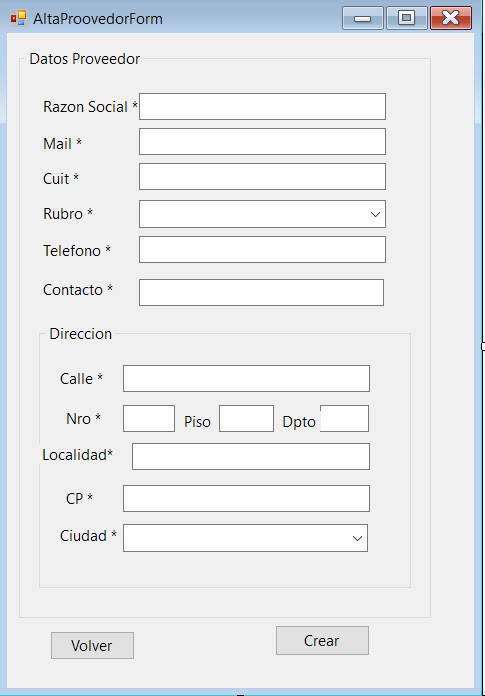 AltaProovedorForm
Datos Proveedor
Razon Social *
Mail *
Cuit *
Rubro *
Telefono *
Contacto *
Direccion
Calle *
Nro * Piso Dpto
Localidad*
CP *
Ciudad *
Volver Crear